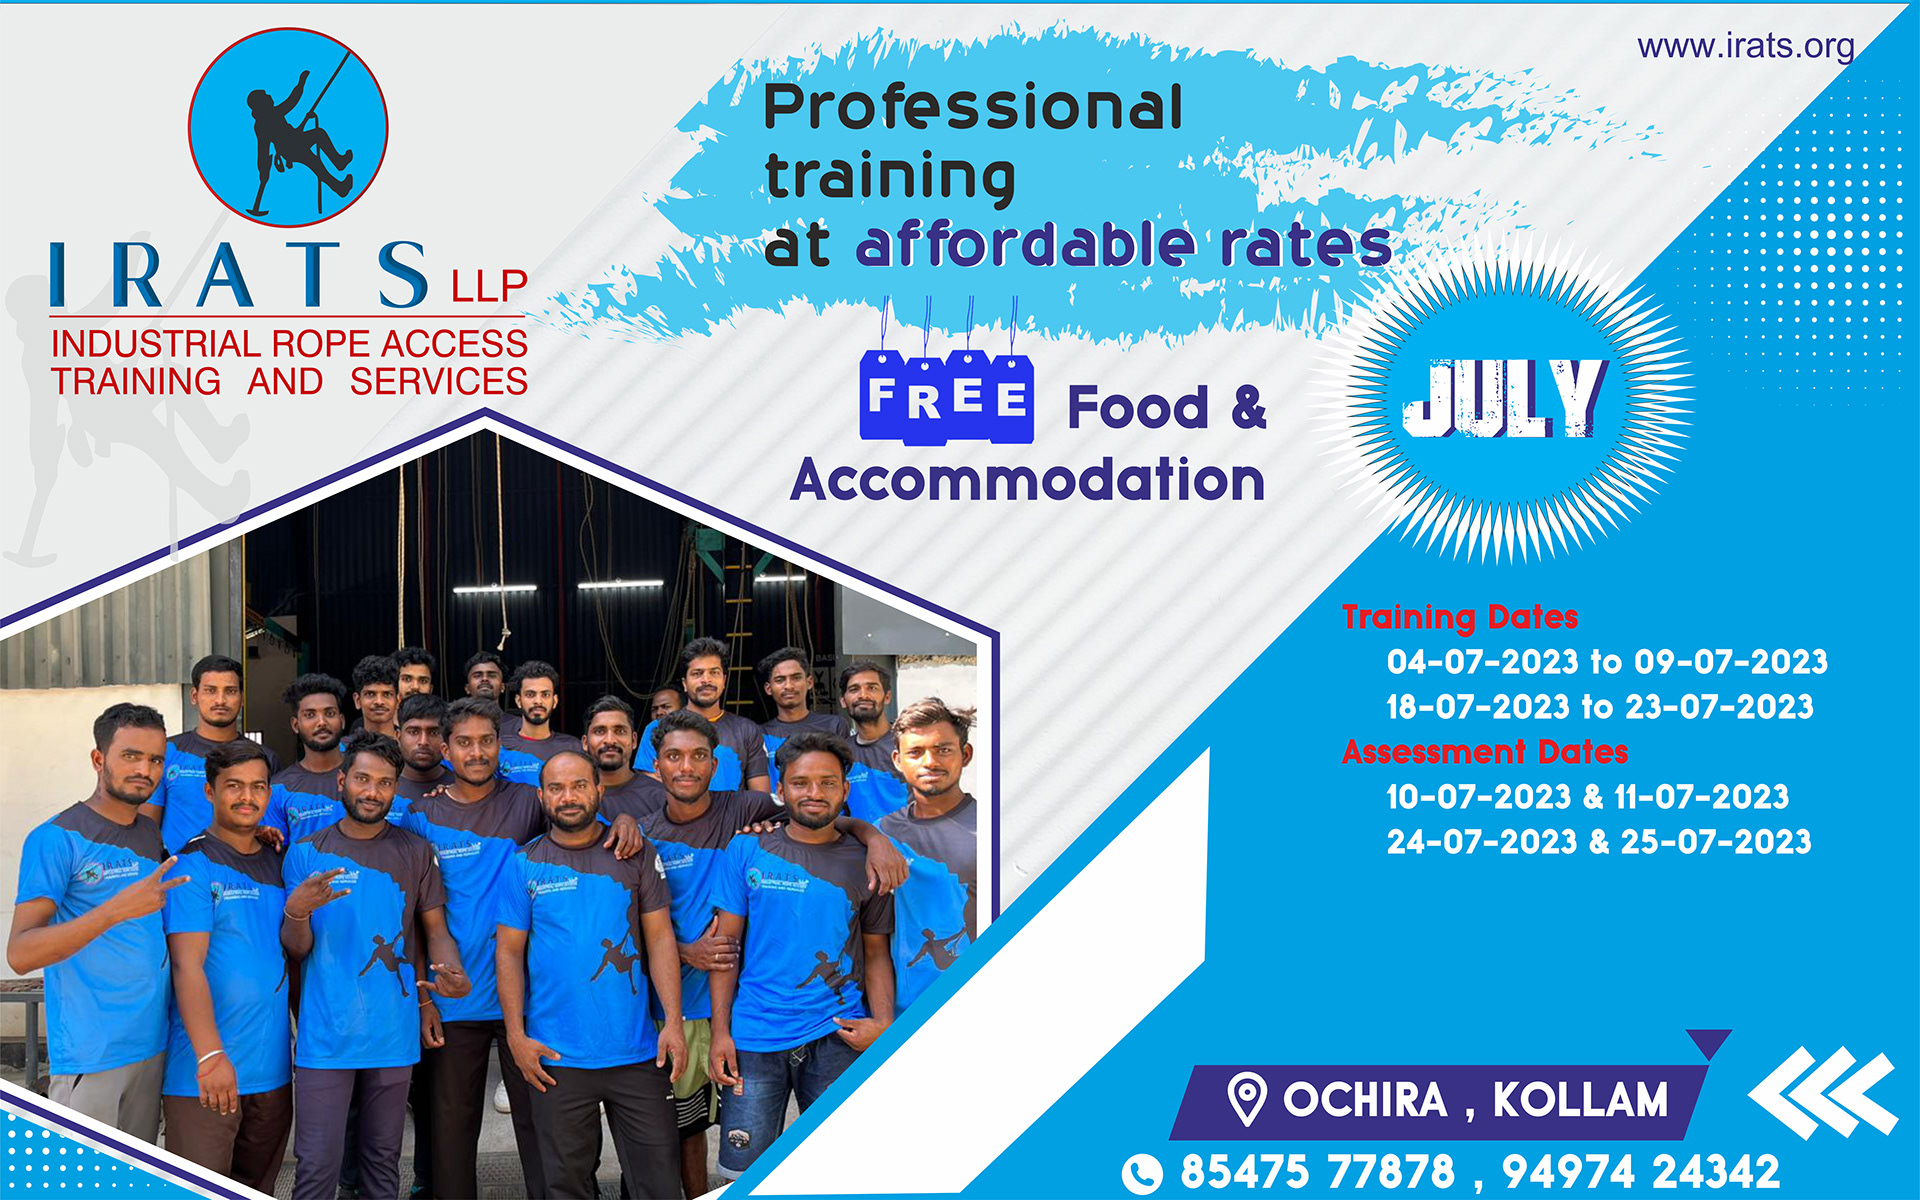 www.irats.org
IRATS LLP
INDUSTRIAL ROPE ACCESS
TRAINING AND SERVICES
Professional
training
at affordable rates
FREE Food &
Accommodation
JULY
Training Dates
04-07-2023 to 09-07-2023
18-07-2023 to 23-07-2023
Assessment Dates
10-07-2023 & 11-07-2023
24-07-2023 & 25-07-2023
OCHIRA , KOLLAM
85475 77878 , 94974 24342